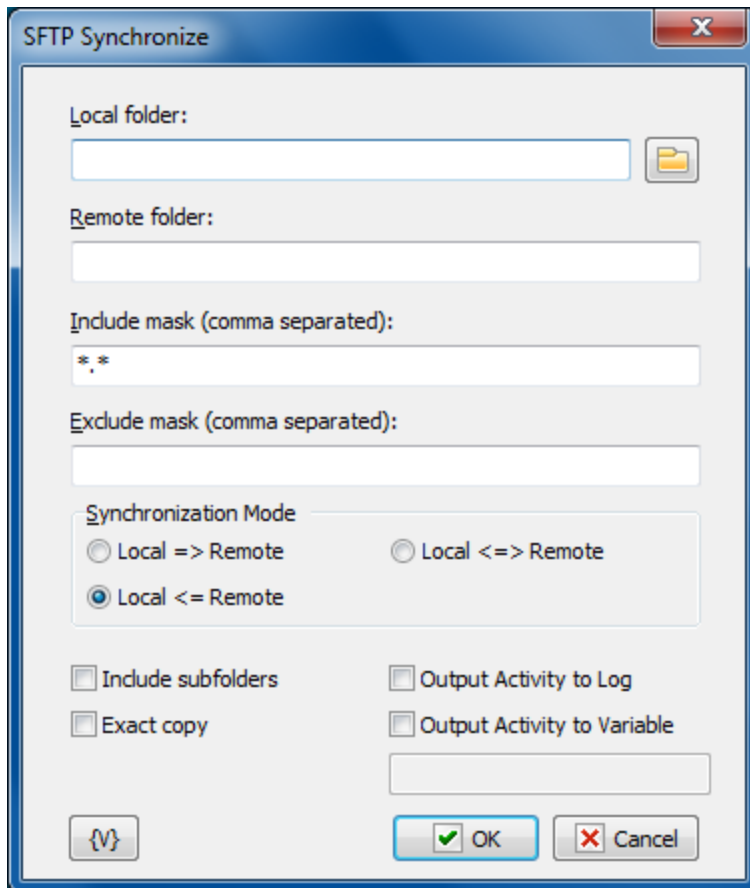 SFTP Synchronize
Local folder:
Remote folder:
Include mask (comma separated):
*.*
Exclude mask (comma separated):
Synchronization Mode
Local => Remote
Local <=> Remote
Local <= Remote
Include subfolders
Output Activity to Log
Exact copy
Output Activity to Variable
{V}
OK
Cancel